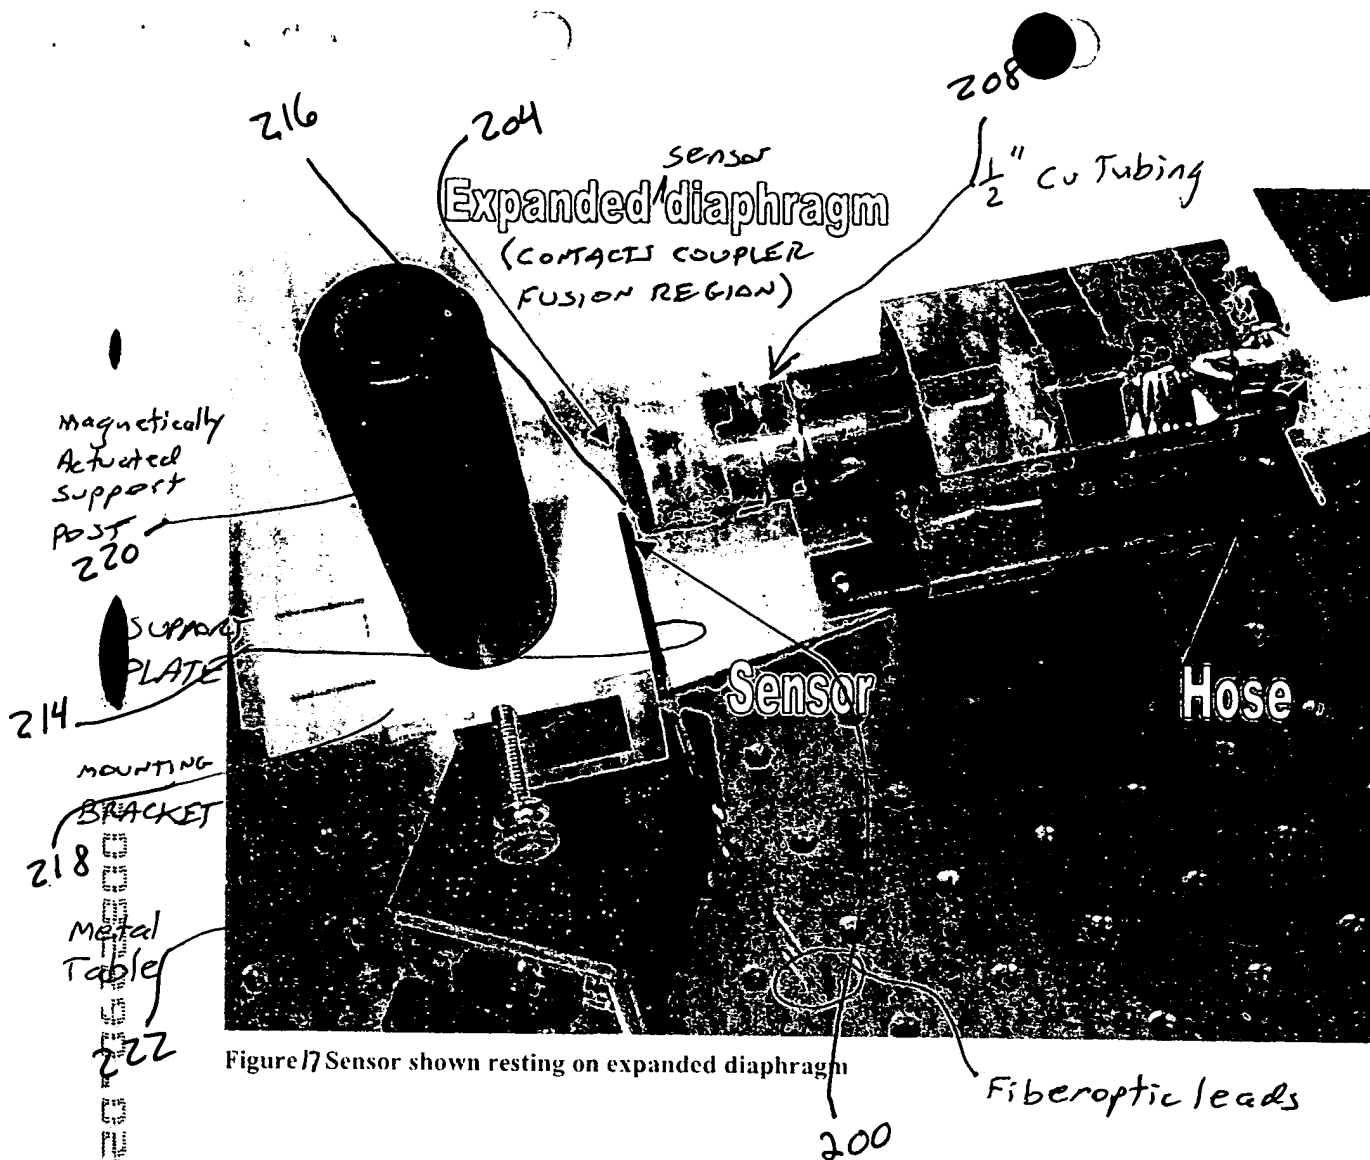 216
204
208
sensor
Expanded diaphragm
(CONTACTS COUPLER
FUSION REGION)
1/2" Cu Tubing
Magnetically
Actuated
Support
POST
220
SUPPORT
PLATE
214
Sensor
Hose
MOUNTING
BRACKET
218
Metal
Table
222
Figure 17 Sensor shown resting on expanded diaphragm
Fiberoptic leads
200